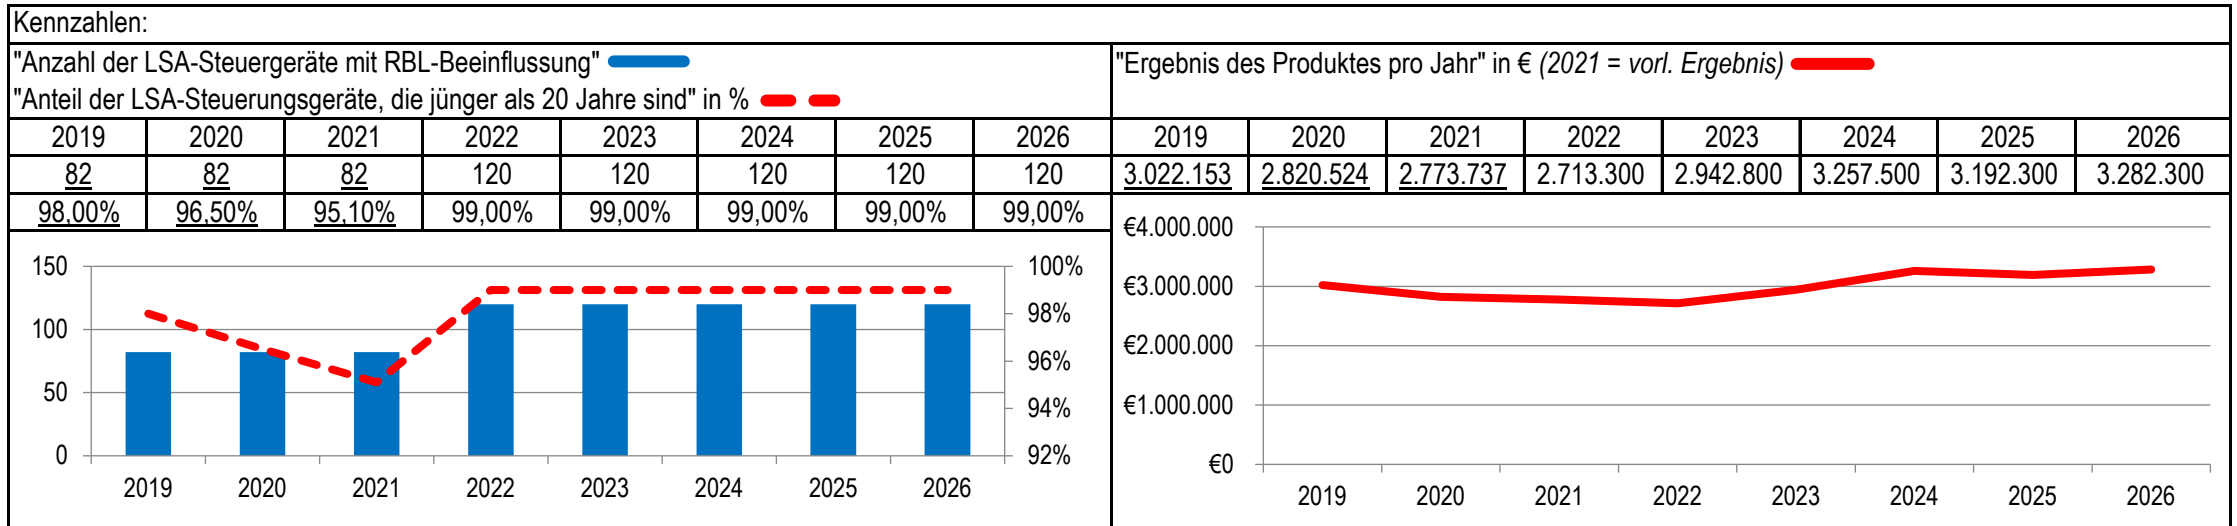 Kennzahlen:
"Anzahl der LSA-Steuergeräte mit RBL-Beeinflussung"
"Anteil der LSA-Steuerungsgeräte, die jünger als 20 Jahre sind" in %
2019 2020 2021 2022 2023 2024 2025 2026
82 82 82 120 120 120 120 120
98,00% 96,50% 95,10% 99,00% 99,00% 99,00% 99,00% 99,00%
150 100%
98%
100
96%
50
94%
0 92%
2019 2020 2021 2022 2023 2024 2025 2026
"Ergebnis des Produktes pro Jahr" in € (2021 = vorl. Ergebnis)
2019 2020 2021 2022 2023 2024 2025 2026
3.022.153 2.820.524 2.773.737 2.713.300 2.942.800 3.257.500 3.192.300 3.282.300
€4.000.000
€3.000.000
€2.000.000
€1.000.000
€0
2019 2020 2021 2022 2023 2024 2025 2026